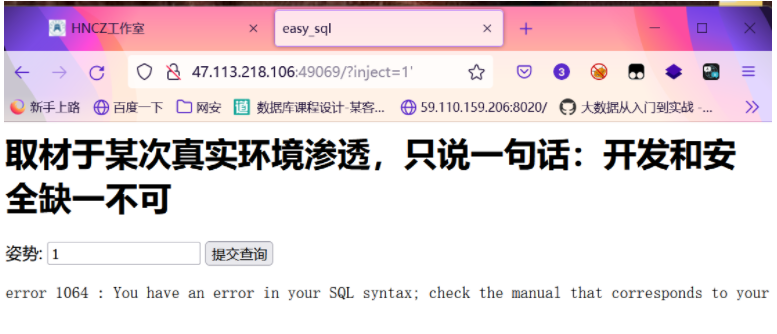 HNCZ工作室
easy_sql
47.113.218.106:49069/?inject=1'
3
新手上路 百度一下 网安 数据库课程设计-某客... 59.110.159.206:8020/ 大数据从入门到实战 -...
取材于某次真实环境渗透，只说一句话：开发和安
全缺一不可
姿势: 1 提交查询
error 1064 : You have an error in your SQL syntax; check the manual that corresponds to your